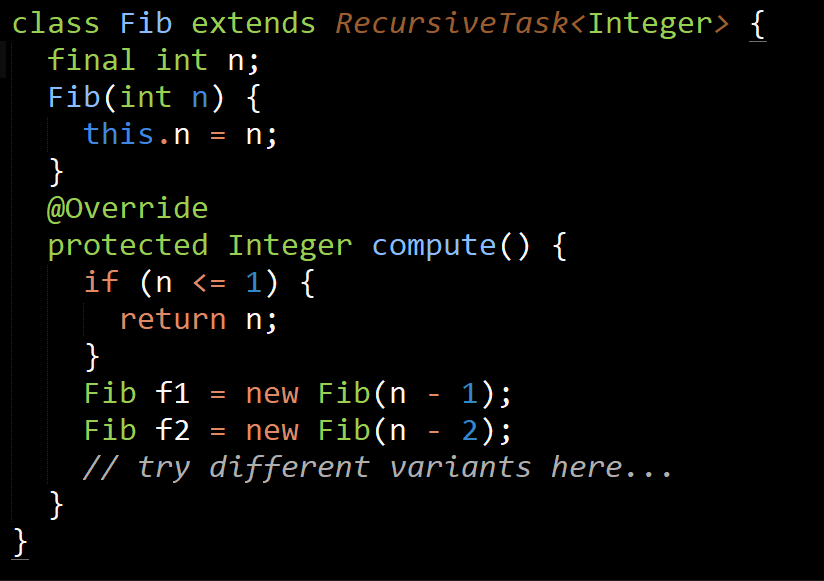 class Fib extends RecursiveTask<Integer> {
  final int n;
  Fib(int n) {
    this.n = n;
  }
  @Override
  protected Integer compute() {
    if (n <= 1) {
      return n;
    }
    Fib f1 = new Fib(n - 1);
    Fib f2 = new Fib(n - 2);
    // try different variants here...
  }
}